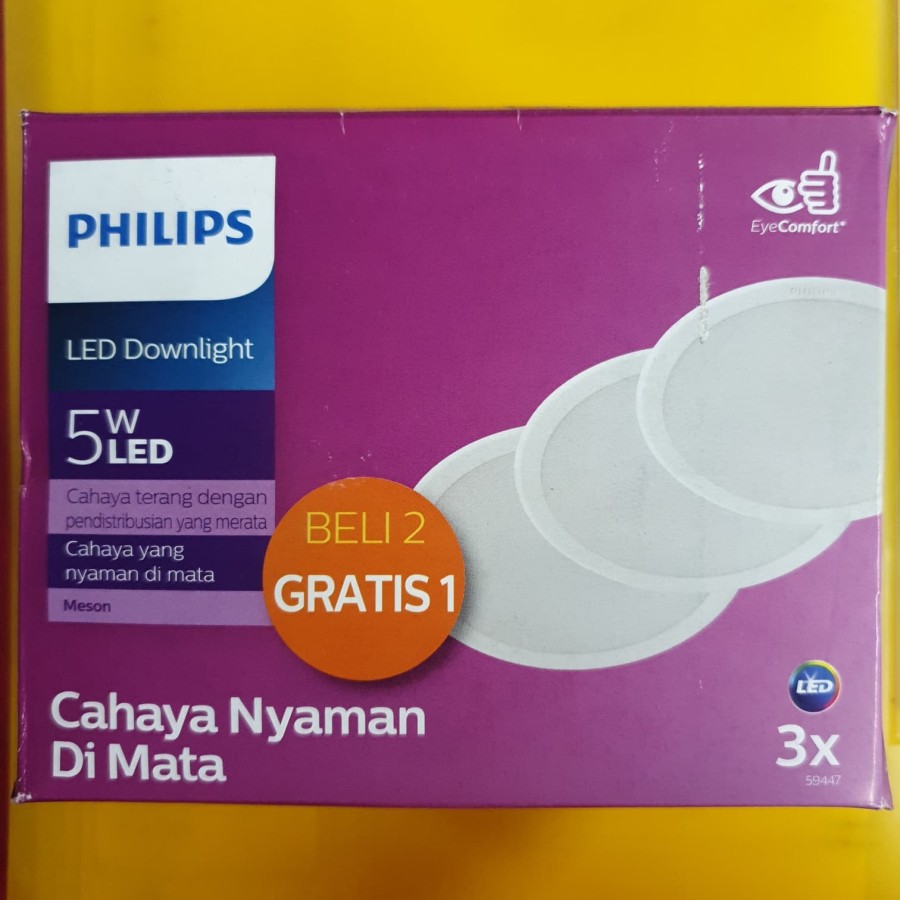 PHILIPS
LED Downlight
5W
LED
Cahaya terang dengan
pendistribusian yang merata
Cahaya yang
nyaman di mata
Meson
BELI 2
GRATIS 1
Cahaya Nyaman
Di Mata
EyeComfort*
PHILIPS
LED
3x
59447